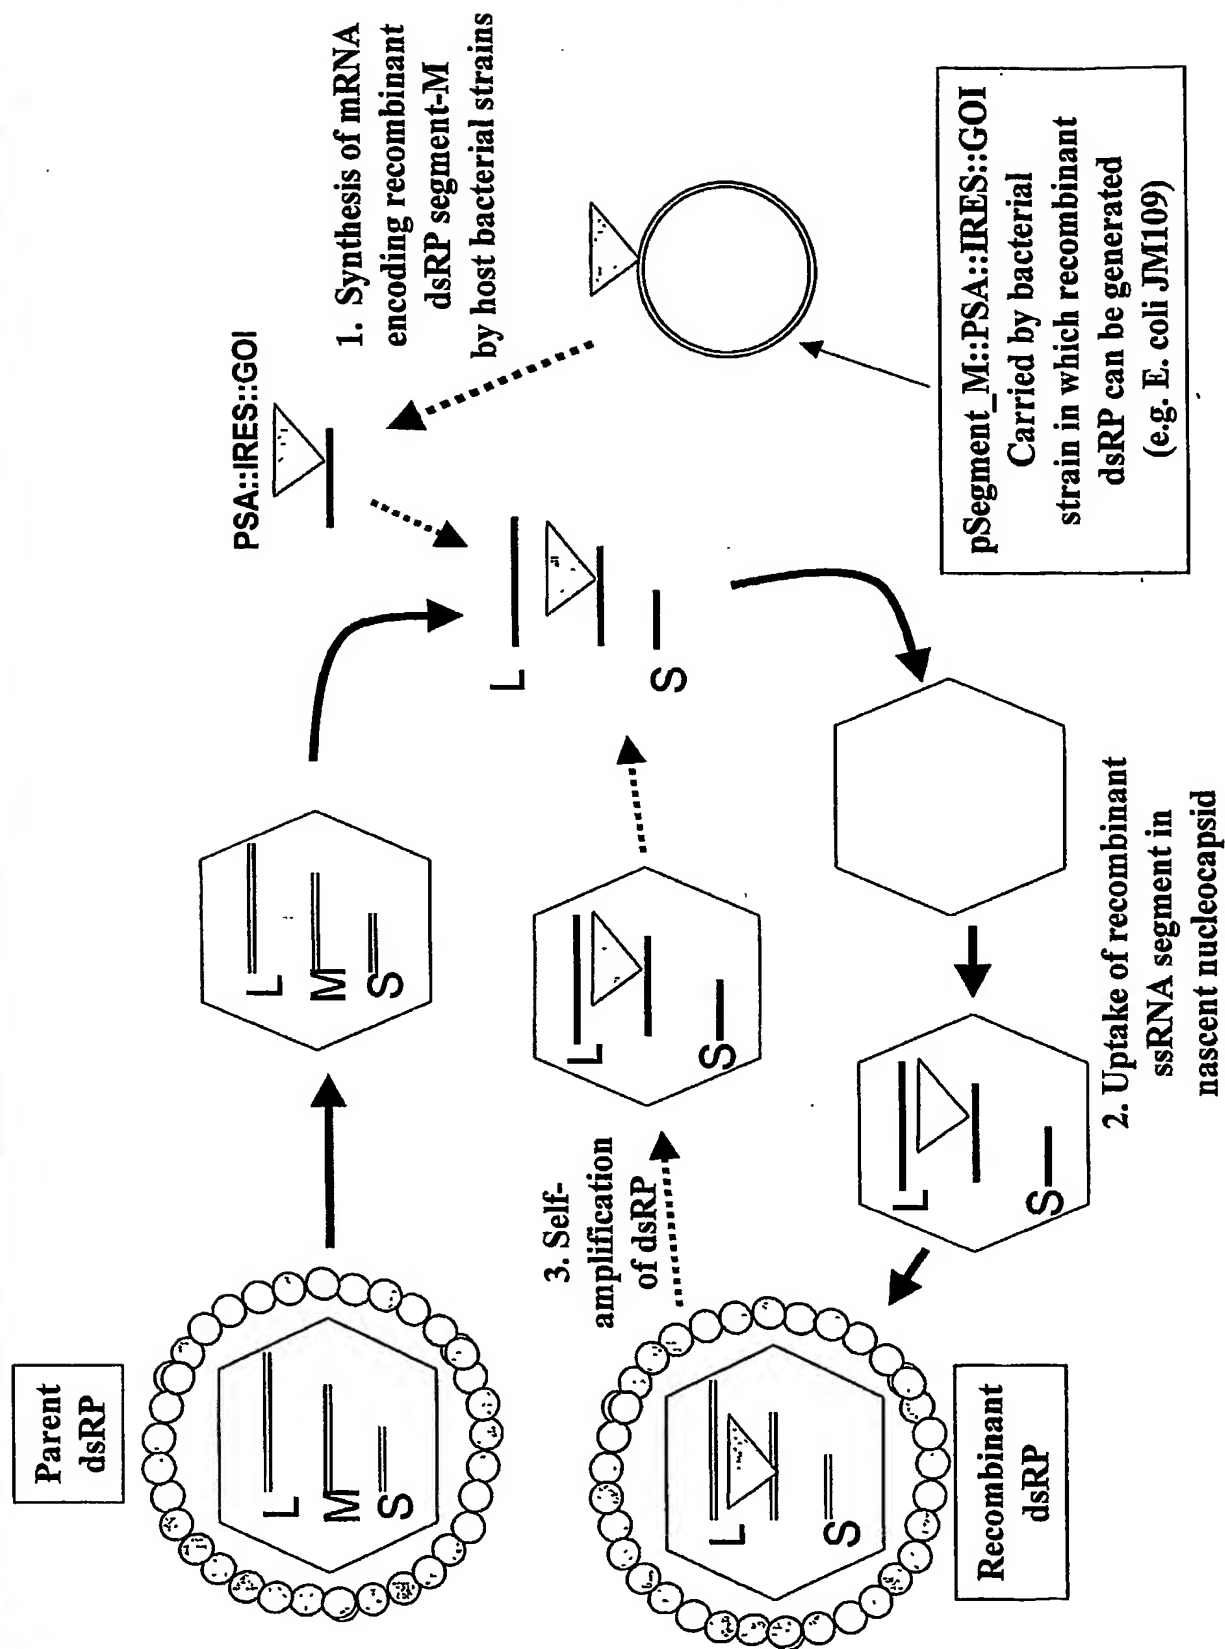 Parent
dsRP
L
M
S
L
M
S
PSA::IRES::GOI
1. Synthesis of mRNA
encoding recombinant
dsRP segment-M
by host bacterial strains
L
S
3. Self-
amplification
of dsRP
L
S
L
S
Recombinant
dsRP
L
S
2. Uptake of recombinant
ssRNA segment in
nascent nucleocapsid
pSegment_M::PSA::IRES::GOI
Carried by bacterial
strain in which recombinant
dsRP can be generated
(e.g. E. coli JM109)